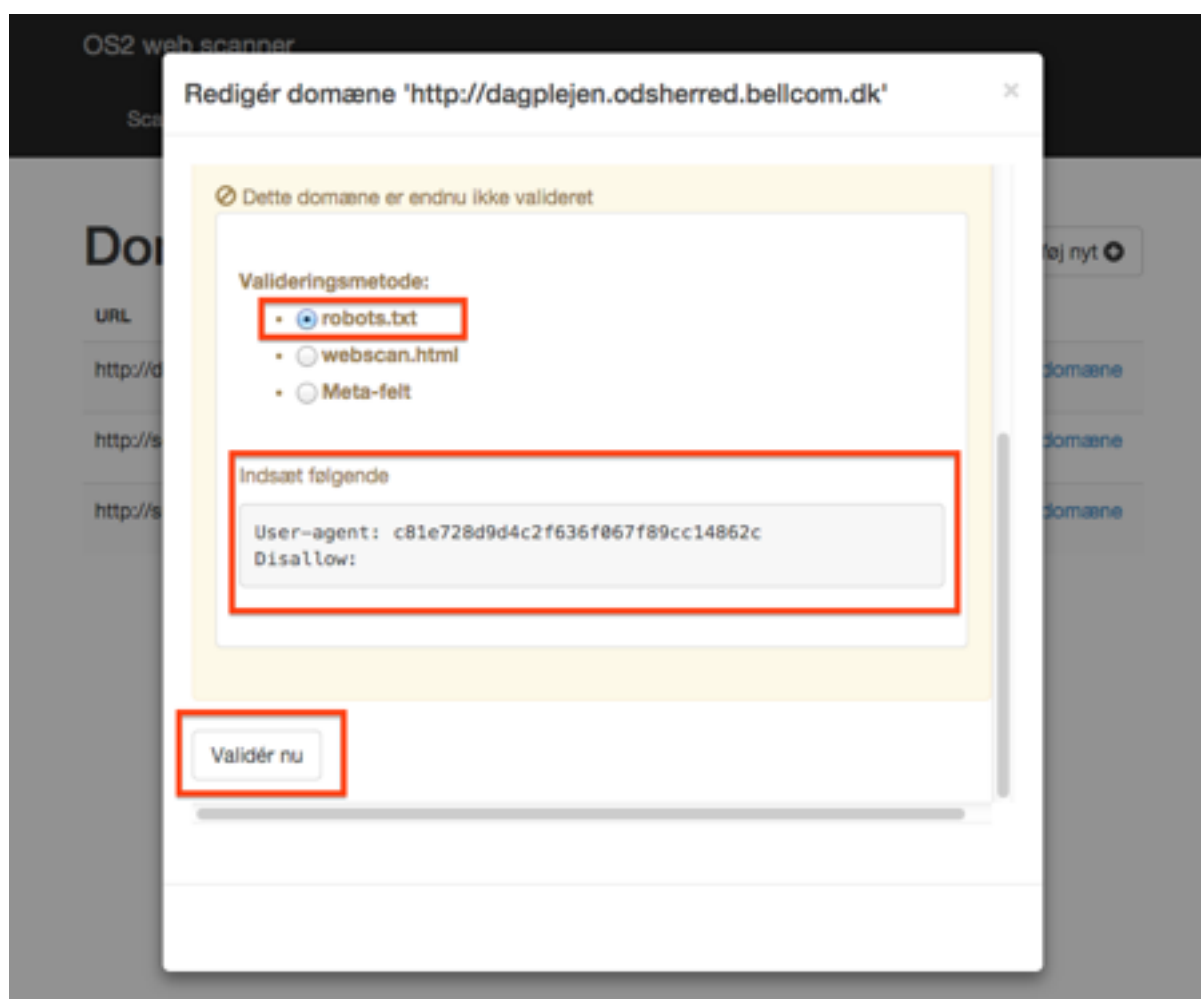 OS2 web scanner
Redigér domæne 'http://dagplejen.odsherred.bellcom.dk'
×
Sca
Dette domæne er endnu ikke valideret
Dor
føj nyt
Valideringsmetode:
URL
• robots.txt
• webscan.html
http://d
domæne
• Meta-felt
http://s
domæne
Indsæt følgende
http://s
domæne
User-agent: c81e728d9d4c2f636f067f89cc14862c
Disallow:
Validér nu